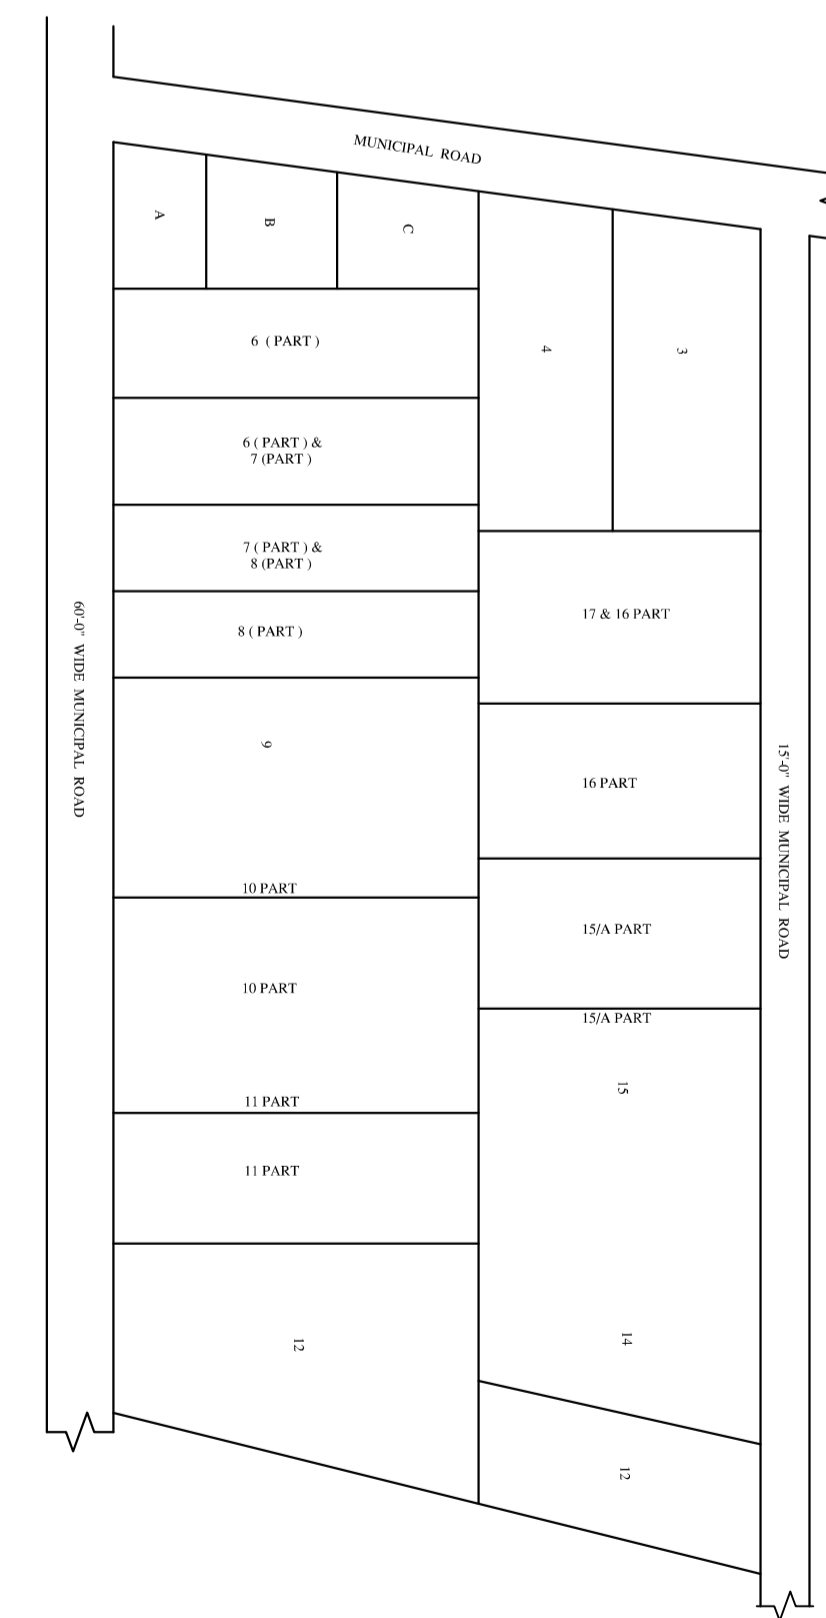 MUNICIPAL ROAD
A
B
C
4
3
6 ( PART )
6 ( PART ) &
7 (PART )
7 ( PART ) &
8 (PART )
8 ( PART )
17 & 16 PART
60'-0" WIDE MUNICIPAL ROAD
9
16 PART
15'-0" WIDE MUNICIPAL ROAD
10 PART
15/A PART
10 PART
15/A PART
15
11 PART
11 PART
12
14
12